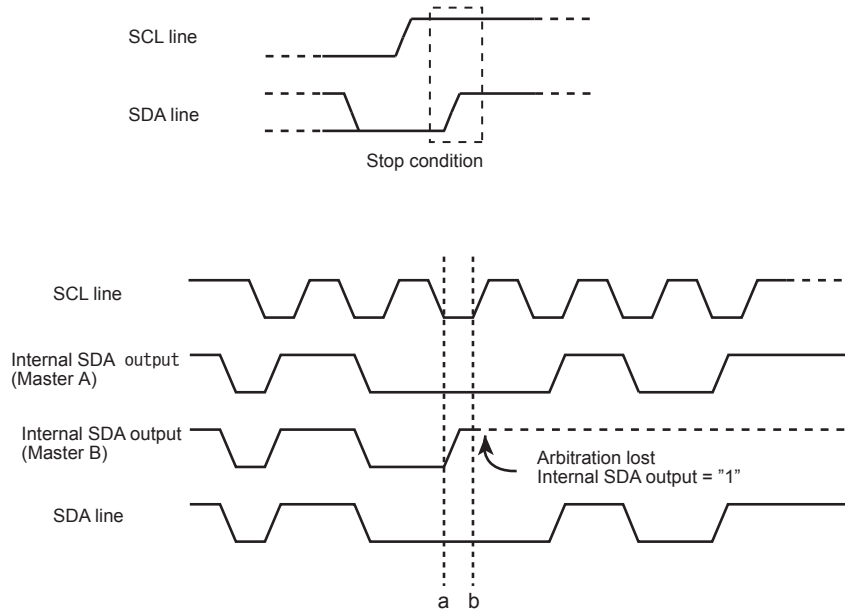 SCL line
SDA line
Stop condition
SCL line
Internal SDA output
(Master A)
Internal SDA output
(Master B)
Arbitration lost
Internal SDA output = ”1”
SDA line
a b